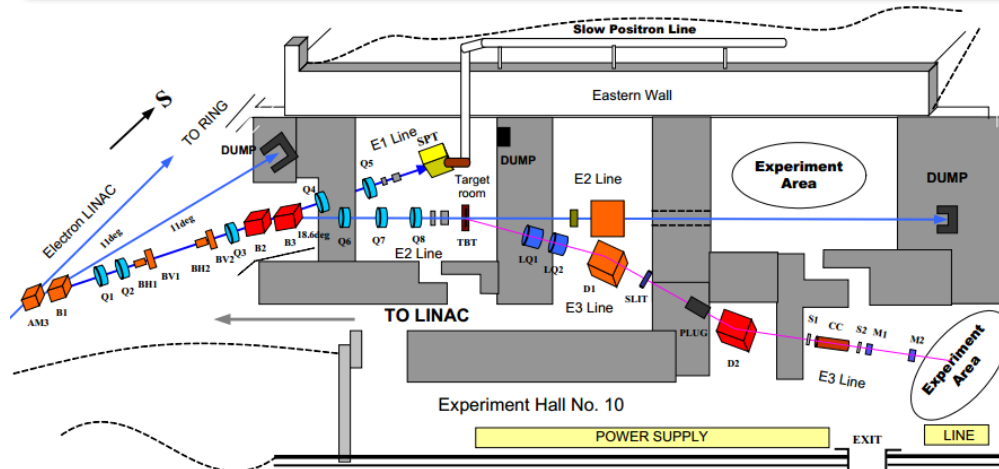 Slow Positron Line
Eastern Wall
S
TO RING
Electron LINAC
DUMP
11deg
11deg
E1 Line
SPT
Q5
Q4
Target
room
DUMP
E2 Line
Experiment
Area
DUMP
AM3
B1
Q1
Q2
BH1
BV1
BH2
BV2
Q3
B2
B3
18.6deg
Q6
Q7
Q8
E2 Line
TBT
LQ1
LQ2
D1
E3 Line
SLIT
PLUG
D2
S1
CC
S2
M1
M2
E3 Line
Experiment
Area
TO LINAC
Experiment Hall No. 10
POWER SUPPLY
EXIT
LINE